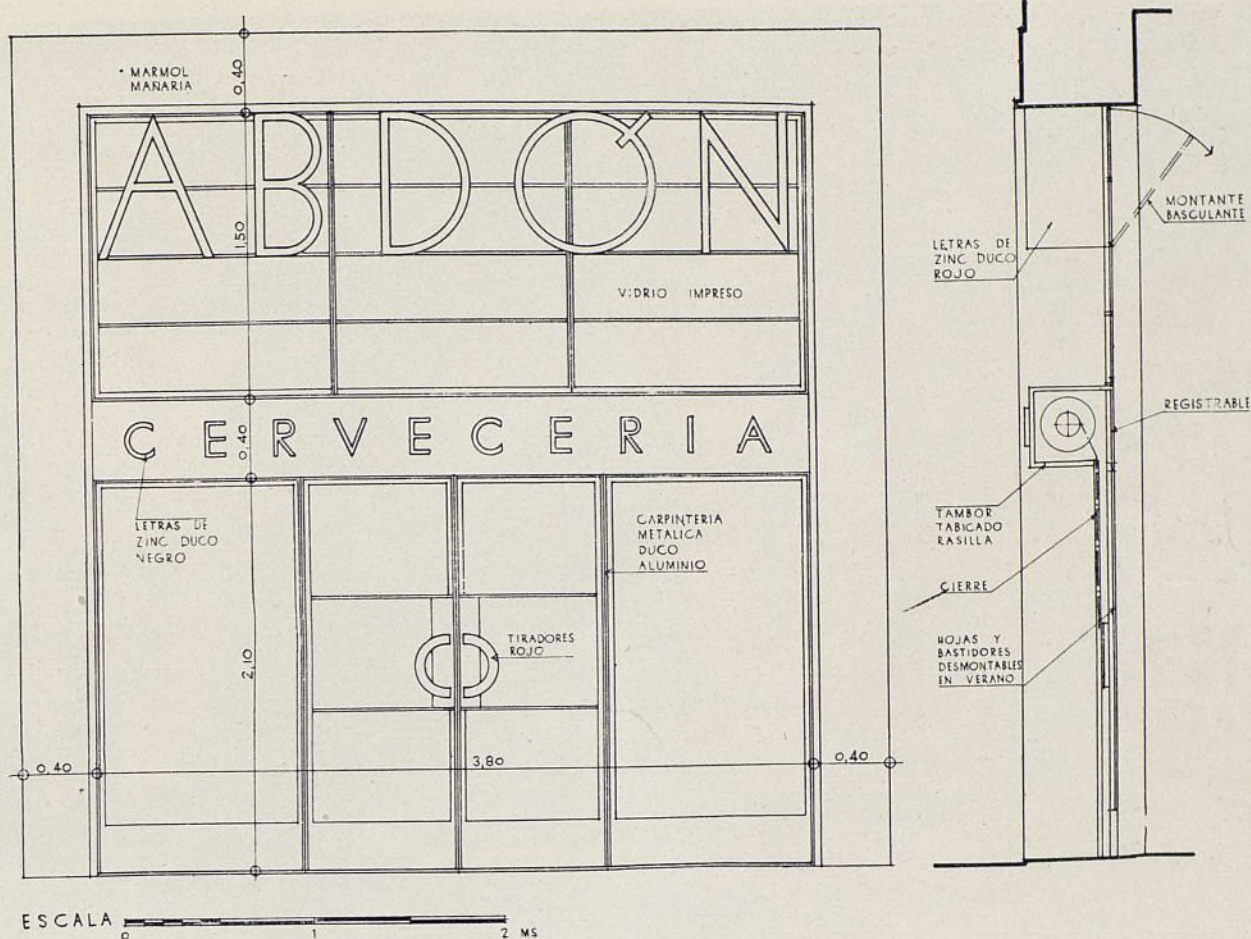 MARMOL
MAÑARIA
0,40
ABDON
1,50
VIDRIO IMPRESO
CERVECERIA
0,40
LETRAS DE
ZINC DUCO
NEGRO
CARPINTERIA
METALICA
DUCO
ALUMINIO
TIRADORES
ROJO
2,10
0,40
3,80
0,40
ESCALA
0 1 2 MS
MONTANTE
BASCULANTE
LETRAS DE
ZINC DUCO
ROJO
REGISTRABLE
TAMBOR
TABICADO
RASILLA
CIERRE
HOJAS Y
BASTIDORES
DESMONTABLES
EN VERANO